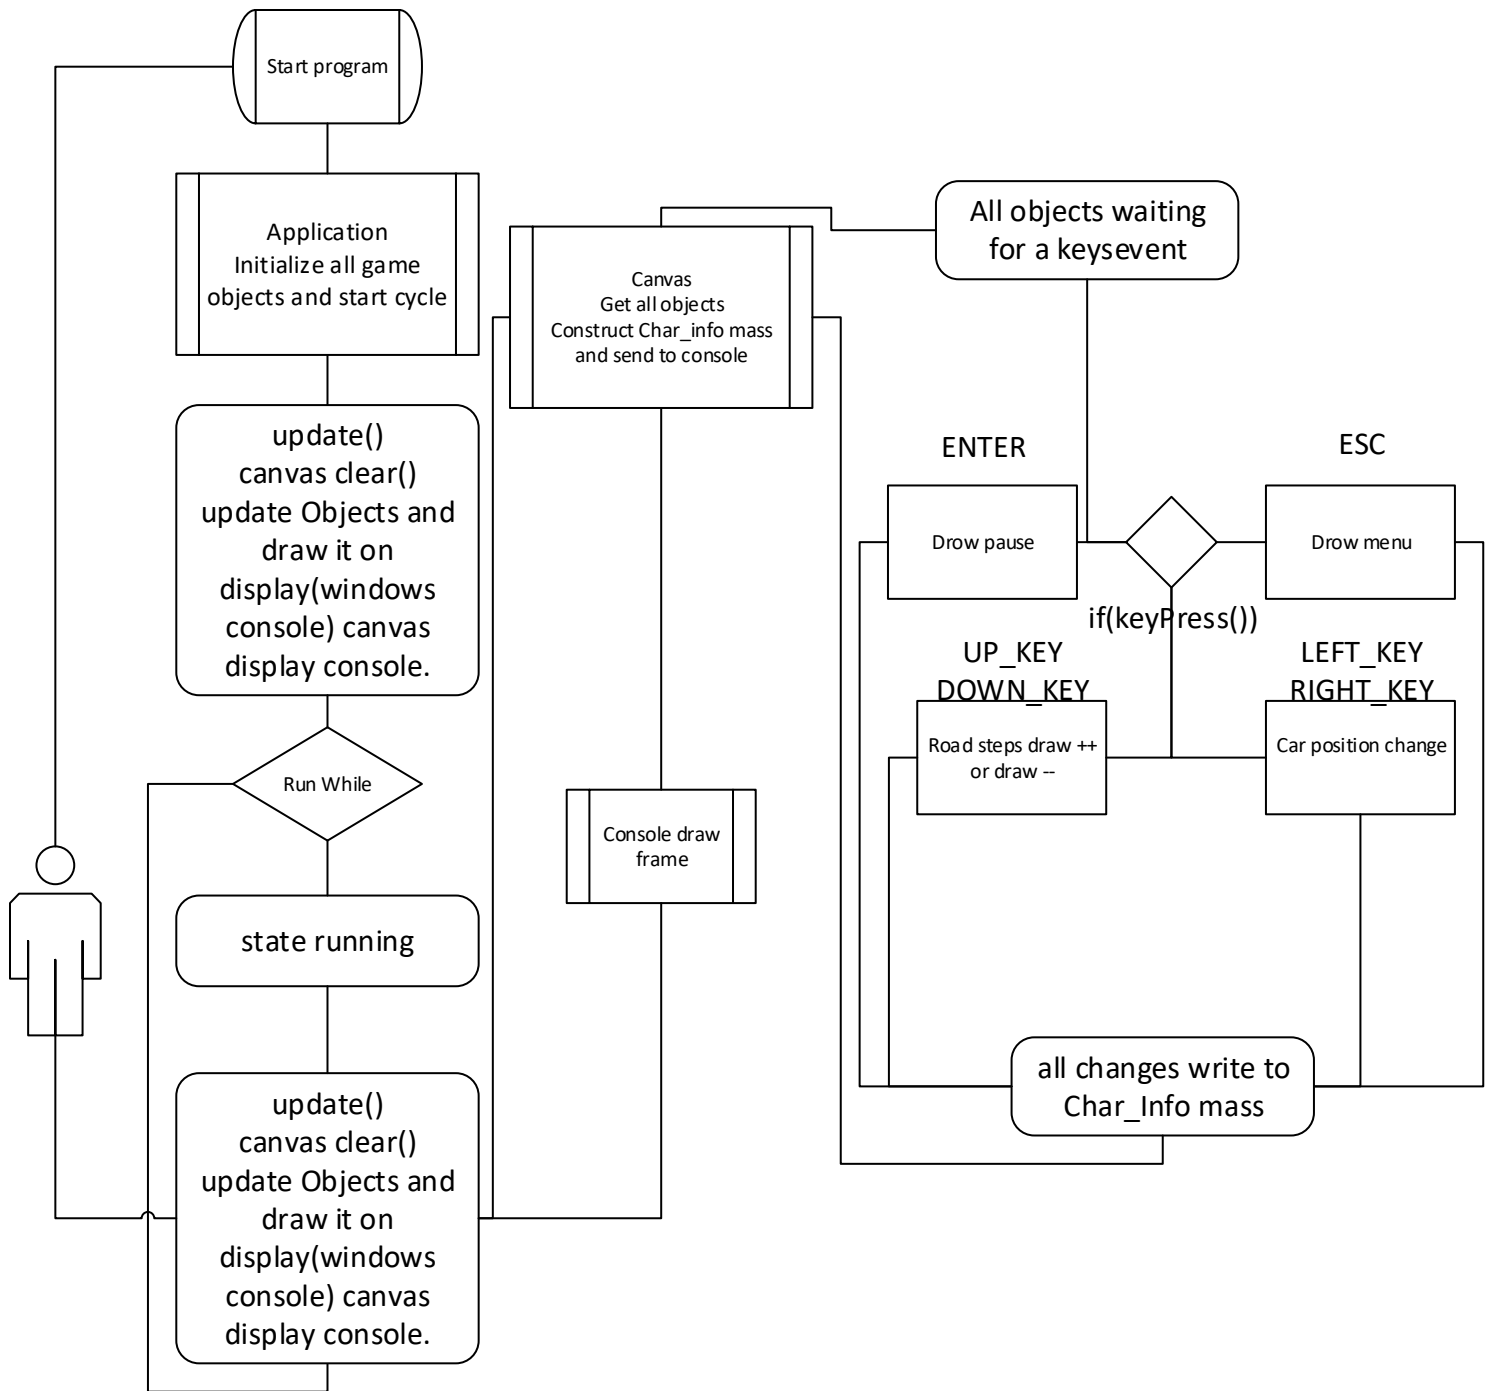 Start program
Application
Initialize all game
objects and start cycle
update()
canvas clear()
update Objects and
draw it on
display(windows
console) canvas
display console.
Run While
state running
update()
canvas clear()
update Objects and
draw it on
display(windows
console) canvas
display console.
Canvas
Get all objects
Construct Char_info mass
and send to console
Console draw
frame
All objects waiting
for a keysevent
ENTER
ESC
Drow pause
Drow menu
if(keyPress())
UP_KEY
DOWN_KEY
LEFT_KEY
RIGHT_KEY
Road steps draw ++
or draw --
Car position change
all changes write to
Char_Info mass